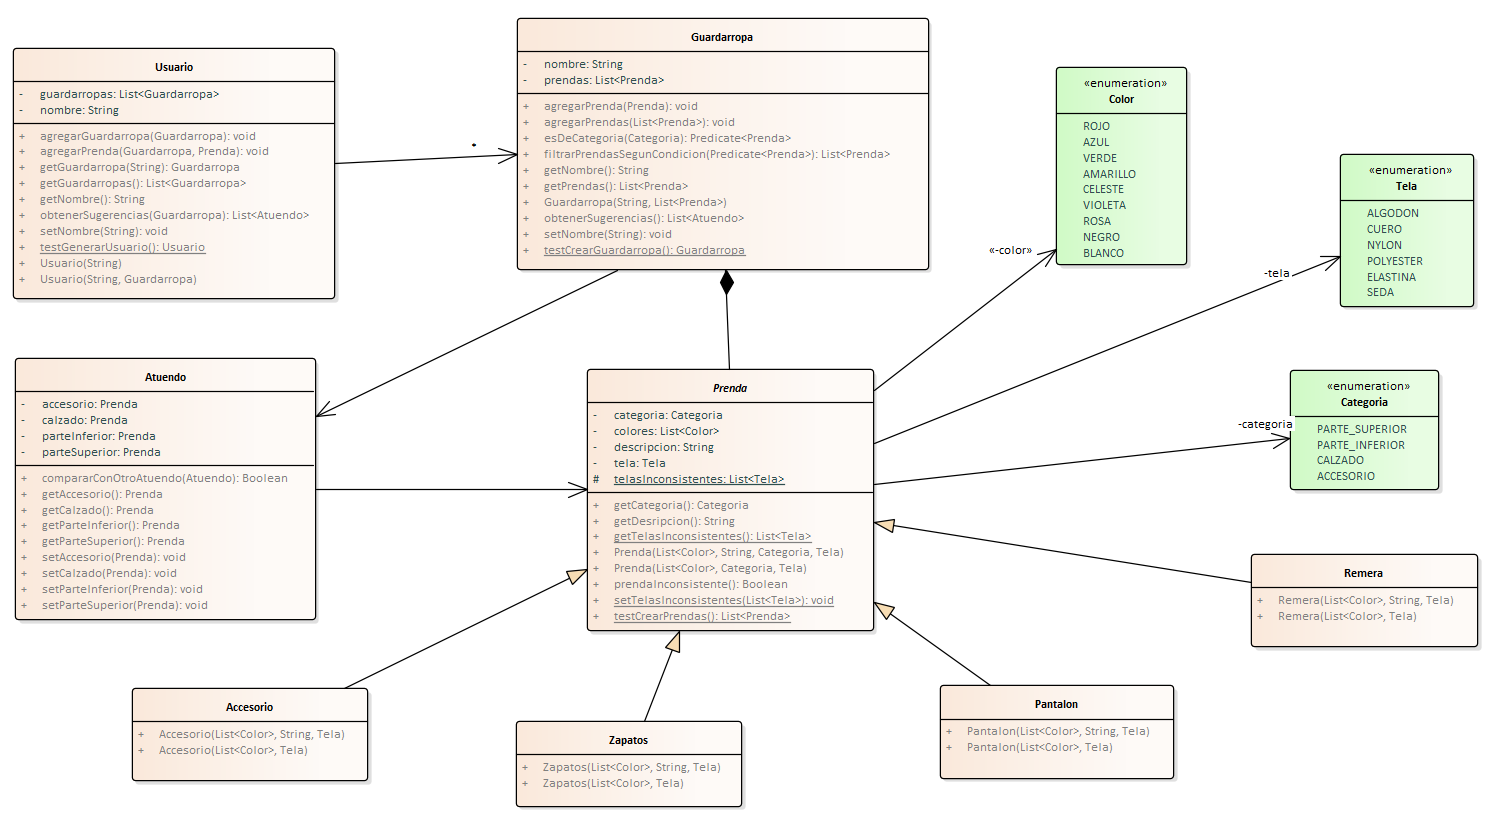 Usuario
- guardarropas: List<Guardarropa>
- nombre: String
+ agregarGuardarropa(Guardarropa): void
+ agregarPrenda(Guardarropa, Prenda): void
+ getGuardarropa(String): Guardarropa
+ getGuardarropas(): List<Guardarropa>
+ getNombre(): String
+ obtenerSugerencias(Guardarropa): List<Atuendo>
+ setNombre(String): void
+ testGenerarUsuario(): Usuario
+ Usuario(String)
+ Usuario(String, Guardarropa)
*
Guardarropa
- nombre: String
- prendas: List<Prenda>
+ agregarPrenda(Prenda): void
+ agregarPrendas(List<Prenda>): void
+ esDeCategoria(Categoria): Predicate<Prenda>
+ filtrarPrendasSegunCondicion(Predicate<Prenda>): List<Prenda>
+ getNombre(): String
+ getPrendas(): List<Prenda>
+ Guardarropa(String, List<Prenda>)
+ obtenerSugerencias(): List<Atuendo>
+ setNombre(String): void
+ testCrearGuardarropa(): Guardarropa
«enumeration»
Color
ROJO
AZUL
VERDE
AMARILLO
CELESTE
VIOLETA
ROSA
NEGRO
BLANCO
«-color»
«enumeration»
Tela
ALGODON
CUERO
NYLON
POLYESTER
ELASTINA
SEDA
-tela
Atuendo
- accesorio: Prenda
- calzado: Prenda
- parteInferior: Prenda
- parteSuperior: Prenda
+ compararConOtroAtuendo(Atuendo): Boolean
+ getAccesorio(): Prenda
+ getCalzado(): Prenda
+ getParteInferior(): Prenda
+ getParteSuperior(): Prenda
+ setAccesorio(Prenda): void
+ setCalzado(Prenda): void
+ setParteInferior(Prenda): void
+ setParteSuperior(Prenda): void
Prenda
- categoria: Categoria
- colores: List<Color>
- descripcion: String
- tela: Tela
# telasInconsistentes: List<Tela>
+ getCategoria(): Categoria
+ getDesripcion(): String
+ getTelasInconsistentes(): List<Tela>
+ Prenda(List<Color>, String, Categoria, Tela)
+ Prenda(List<Color>, Categoria, Tela)
+ prendaInconsistente(): Boolean
+ setTelasInconsistentes(List<Tela>): void
+ testCrearPrendas(): List<Prenda>
«enumeration»
Categoria
PARTE_SUPERIOR
PARTE_INFERIOR
CALZADO
ACCESORIO
-categoria
Remera
+ Remera(List<Color>, String, Tela)
+ Remera(List<Color>, Tela)
Accesorio
+ Accesorio(List<Color>, String, Tela)
+ Accesorio(List<Color>, Tela)
Zapatos
+ Zapatos(List<Color>, String, Tela)
+ Zapatos(List<Color>, Tela)
Pantalon
+ Pantalon(List<Color>, String, Tela)
+ Pantalon(List<Color>, Tela)